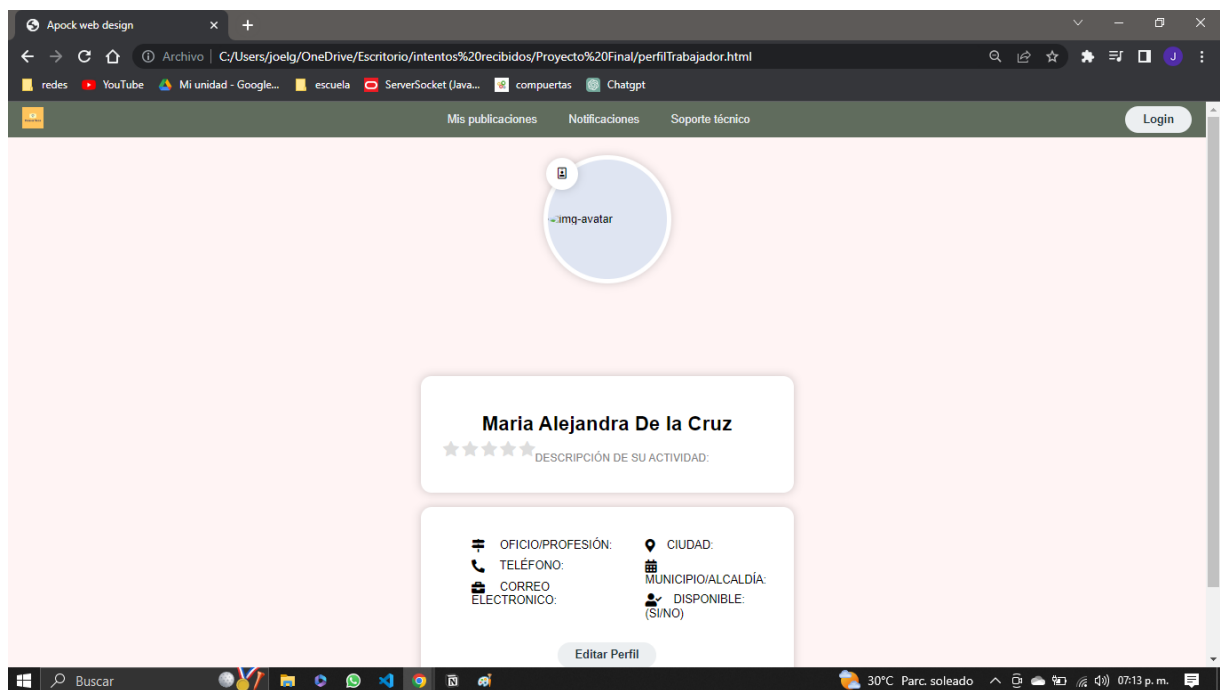 Apock web design
Archivo | C:/Users/joelg/OneDrive/Escritorio/intentos%20recibidos/Proyecto%20Final/perfilTrabajador.html
J
redes YouTube Mi unidad - Google... escuela ServerSocket (Java... compuertas Chatgpt
Mis publicaciones Notificaciones Soporte técnico Login
img-avatar
Maria Alejandra De la Cruz
DESCRIPCIÓN DE SU ACTIVIDAD:
OFICIO/PROFESIÓN:
TELÉFONO:
CORREO
ELECTRONICO:
CIUDAD:
MUNICIPIO/ALCALDÍA:
DISPONIBLE:
(SI/NO)
Editar Perfil
Buscar 30°C Parc. soleado 07:13 p. m.